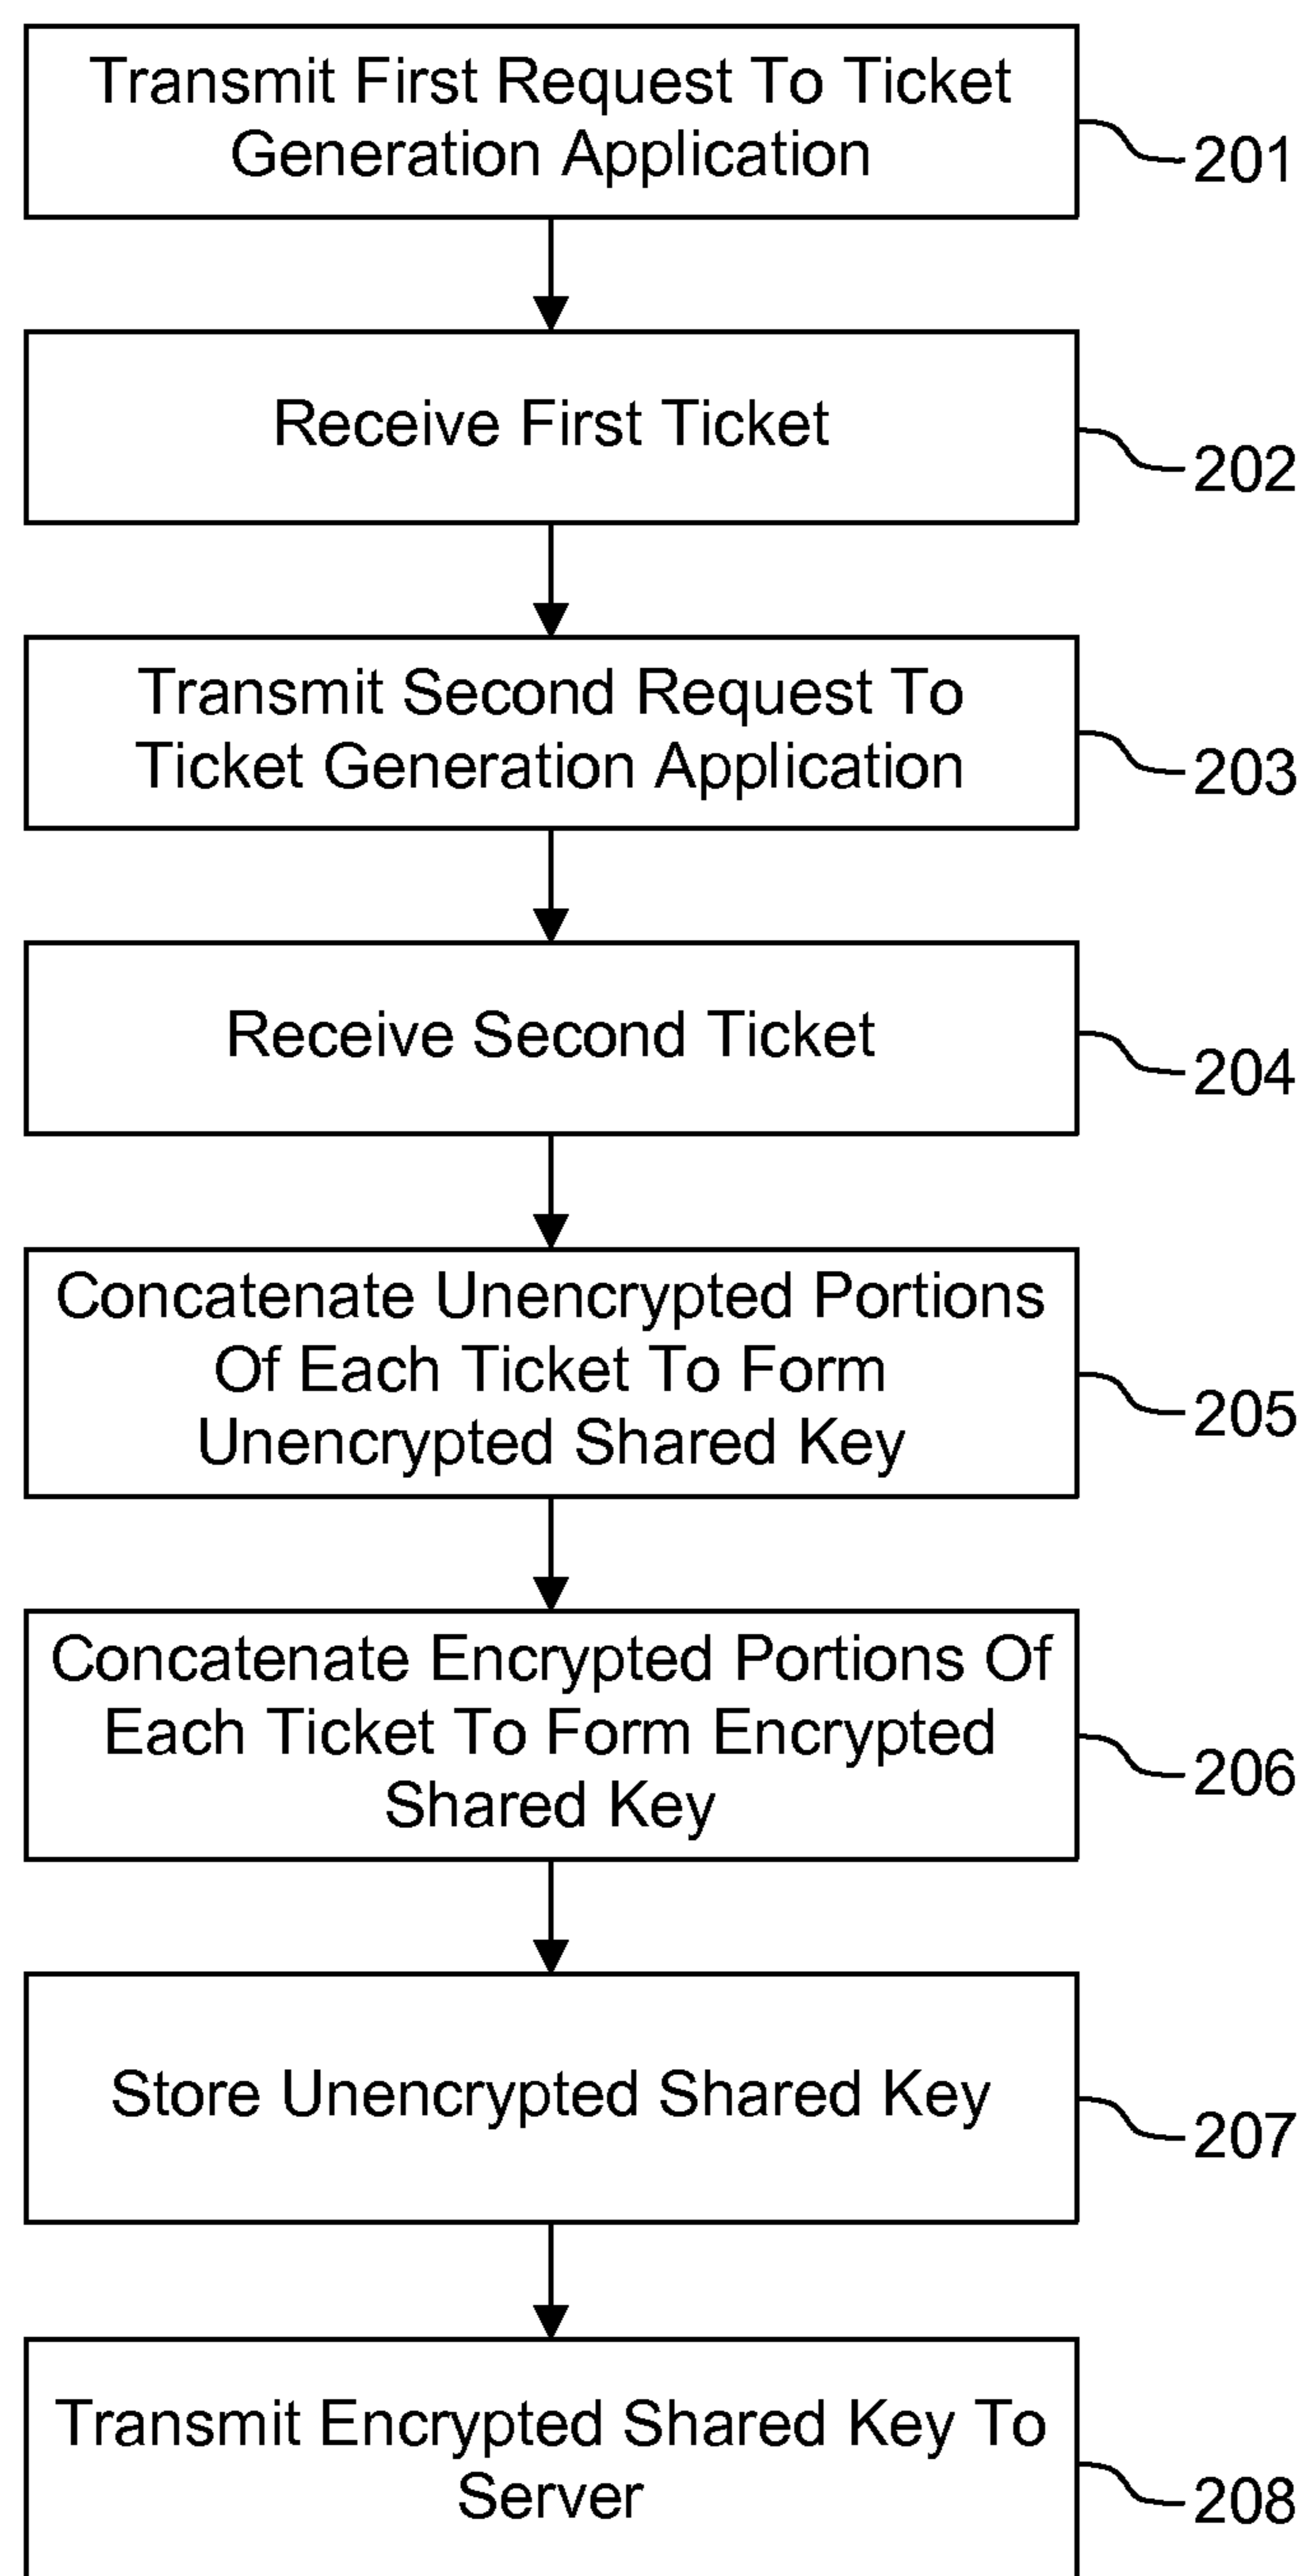 Transmit First Request To Ticket
Generation Application
201
Receive First Ticket
202
Transmit Second Request To
Ticket Generation Application
203
Receive Second Ticket
204
Concatenate Unencrypted Portions
Of Each Ticket To Form
Unencrypted Shared Key
205
Concatenate Encrypted Portions Of
Each Ticket To Form Encrypted
Shared Key
206
Store Unencrypted Shared Key
207
Transmit Encrypted Shared Key To
Server
208